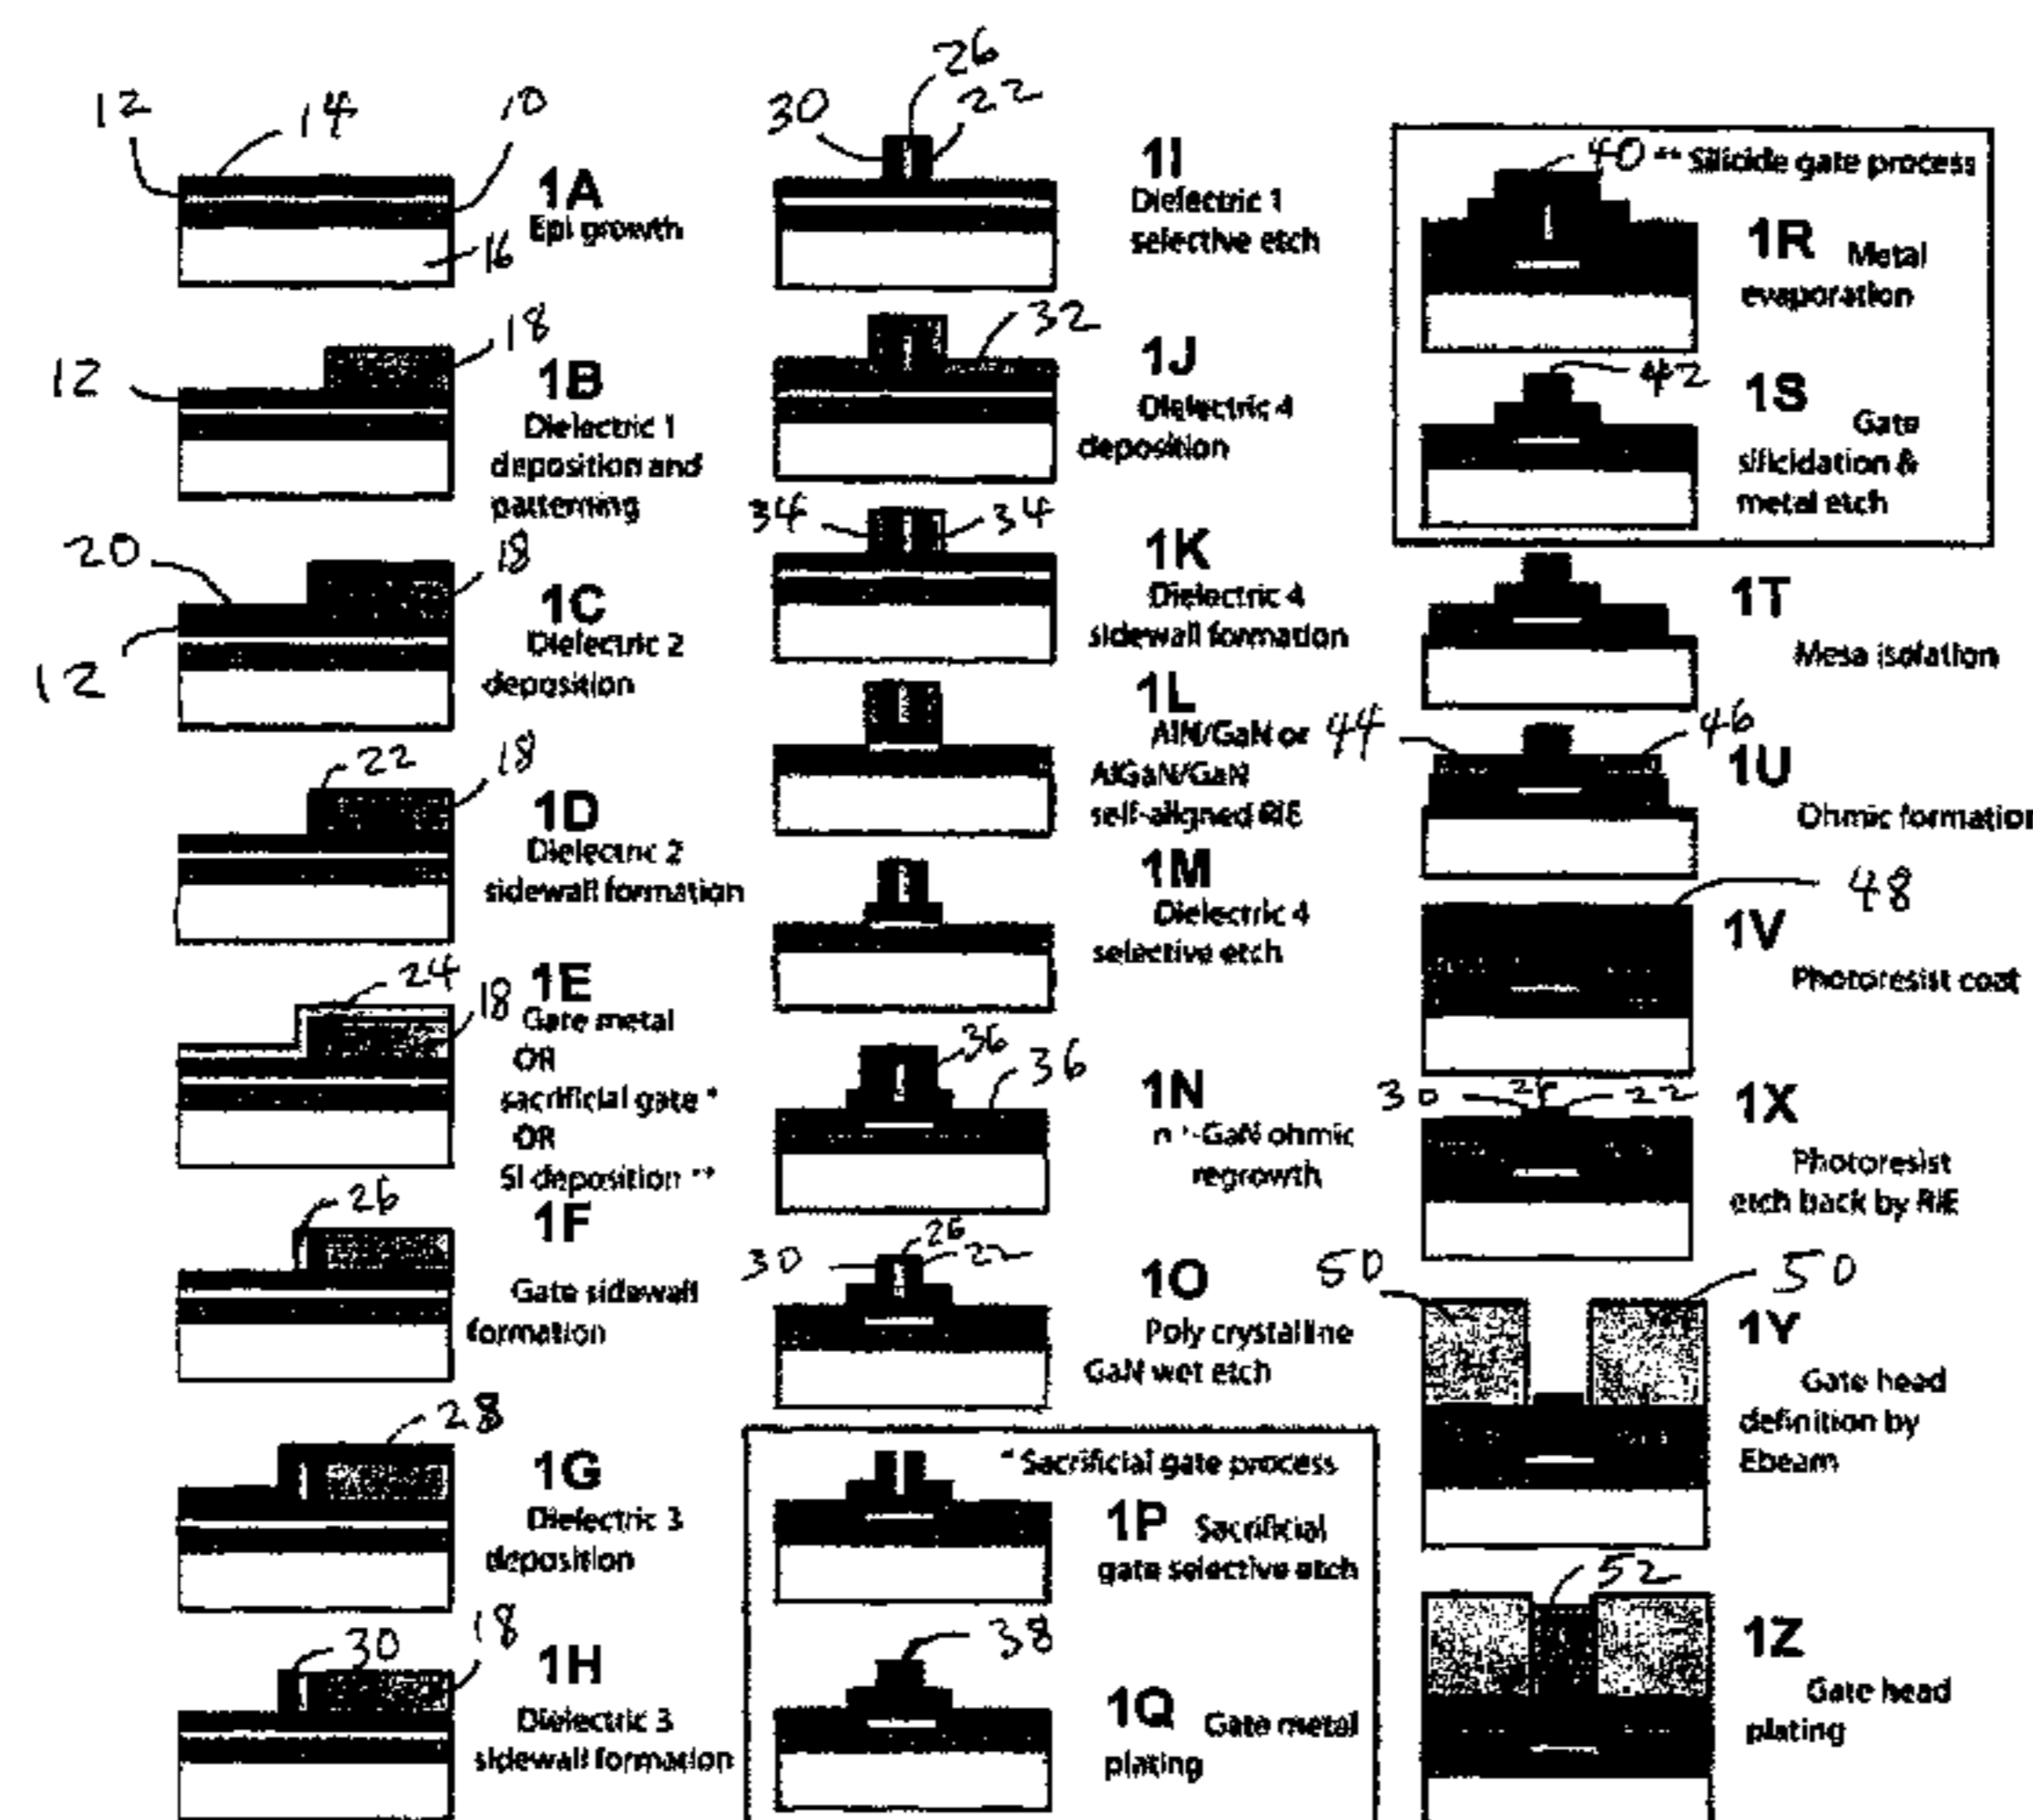 12 14 10
1A
Epi growth
16
12 18
1B
Dielectric 1
deposition and
patterning
20 18
1C
Dielectric 2
deposition
12
22 18
1D
Dielectric 2
sidewall formation
24
18 1E
Gate metal
OR
sacrificial gate *
OR
Si deposition **
26
1F
Gate sidewall
formation
28
1G
Dielectric 3
deposition
30 18
1H
Dielectric 3
sidewall formation
26
30 22
1I
Dielectric 1
selective etch
32
1J
Dielectric 4
deposition
34 34
1K
Dielectric 4
sidewall formation
1L
AlN/GaN or
AlGaN/GaN
self-aligned RIE
1M
Dielectric 4
selective etch
36 36
1N
n+-GaN ohmic
regrowth
26
30 22
1O
Poly crystalline
GaN wet etch
* Sacrificial gate process
1P Sacrificial
gate selective etch
38
1Q Gate metal
plating
40 ** Silicide gate process
1R Metal
evaporation
42
1S
Gate
silicidation &
metal etch
1T
Mesa isolation
44 46
1U
Ohmic formation
48
1V
Photoresist coat
30 26 22
1X
Photoresist
etch back by RIE
50 50
1Y
Gate head
definition by
Ebeam
52
1Z
Gate head
plating